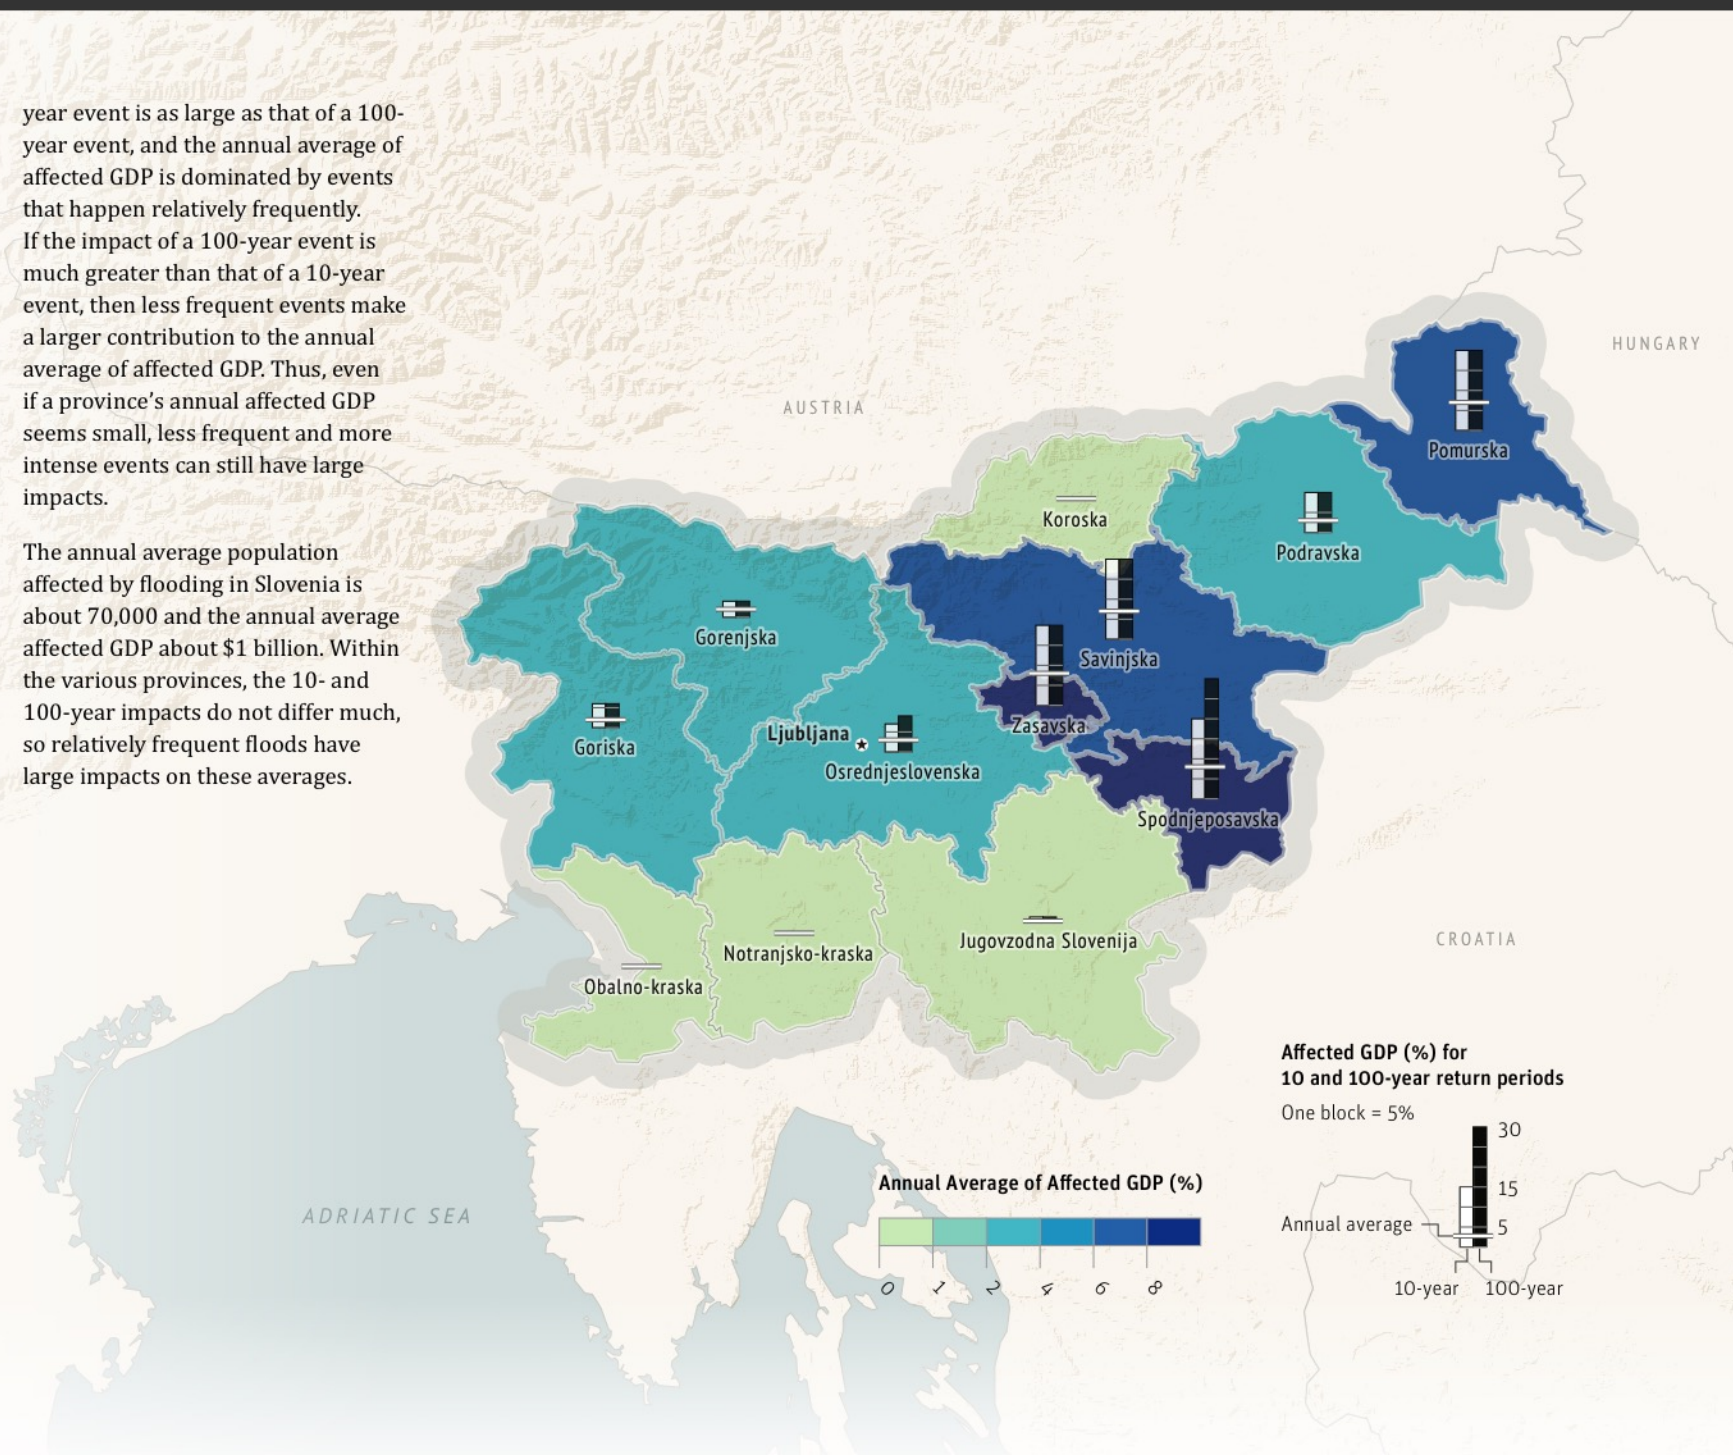 year event is as large as that of a 100-
year event, and the annual average of
affected GDP is dominated by events
that happen relatively frequently.
If the impact of a 100-year event is
much greater than that of a 10-year
event, then less frequent events make
a larger contribution to the annual
average of affected GDP. Thus, even
if a province’s annual affected GDP
seems small, less frequent and more
intense events can still have large
impacts.
The annual average population
affected by flooding in Slovenia is
about 70,000 and the annual average
affected GDP about $1 billion. Within
the various provinces, the 10- and
100-year impacts do not differ much,
so relatively frequent floods have
large impacts on these averages.
HUNGARY
AUSTRIA
Pomurska
Koroska
Podravska
Gorenjska
Savinjska
Zasavska
Ljubljana
Goriska
Osrednjeslovenska
Spodnjeposavska
CROATIA
Jugovzodna Slovenija
Notranjsko-kraska
Obalno-kraska
ADRIATIC SEA
Annual Average of Affected GDP (%)
0 1 2 4 6 8
Affected GDP (%) for
10 and 100-year return periods
One block = 5%
30
15
Annual average 5
10-year 100-year